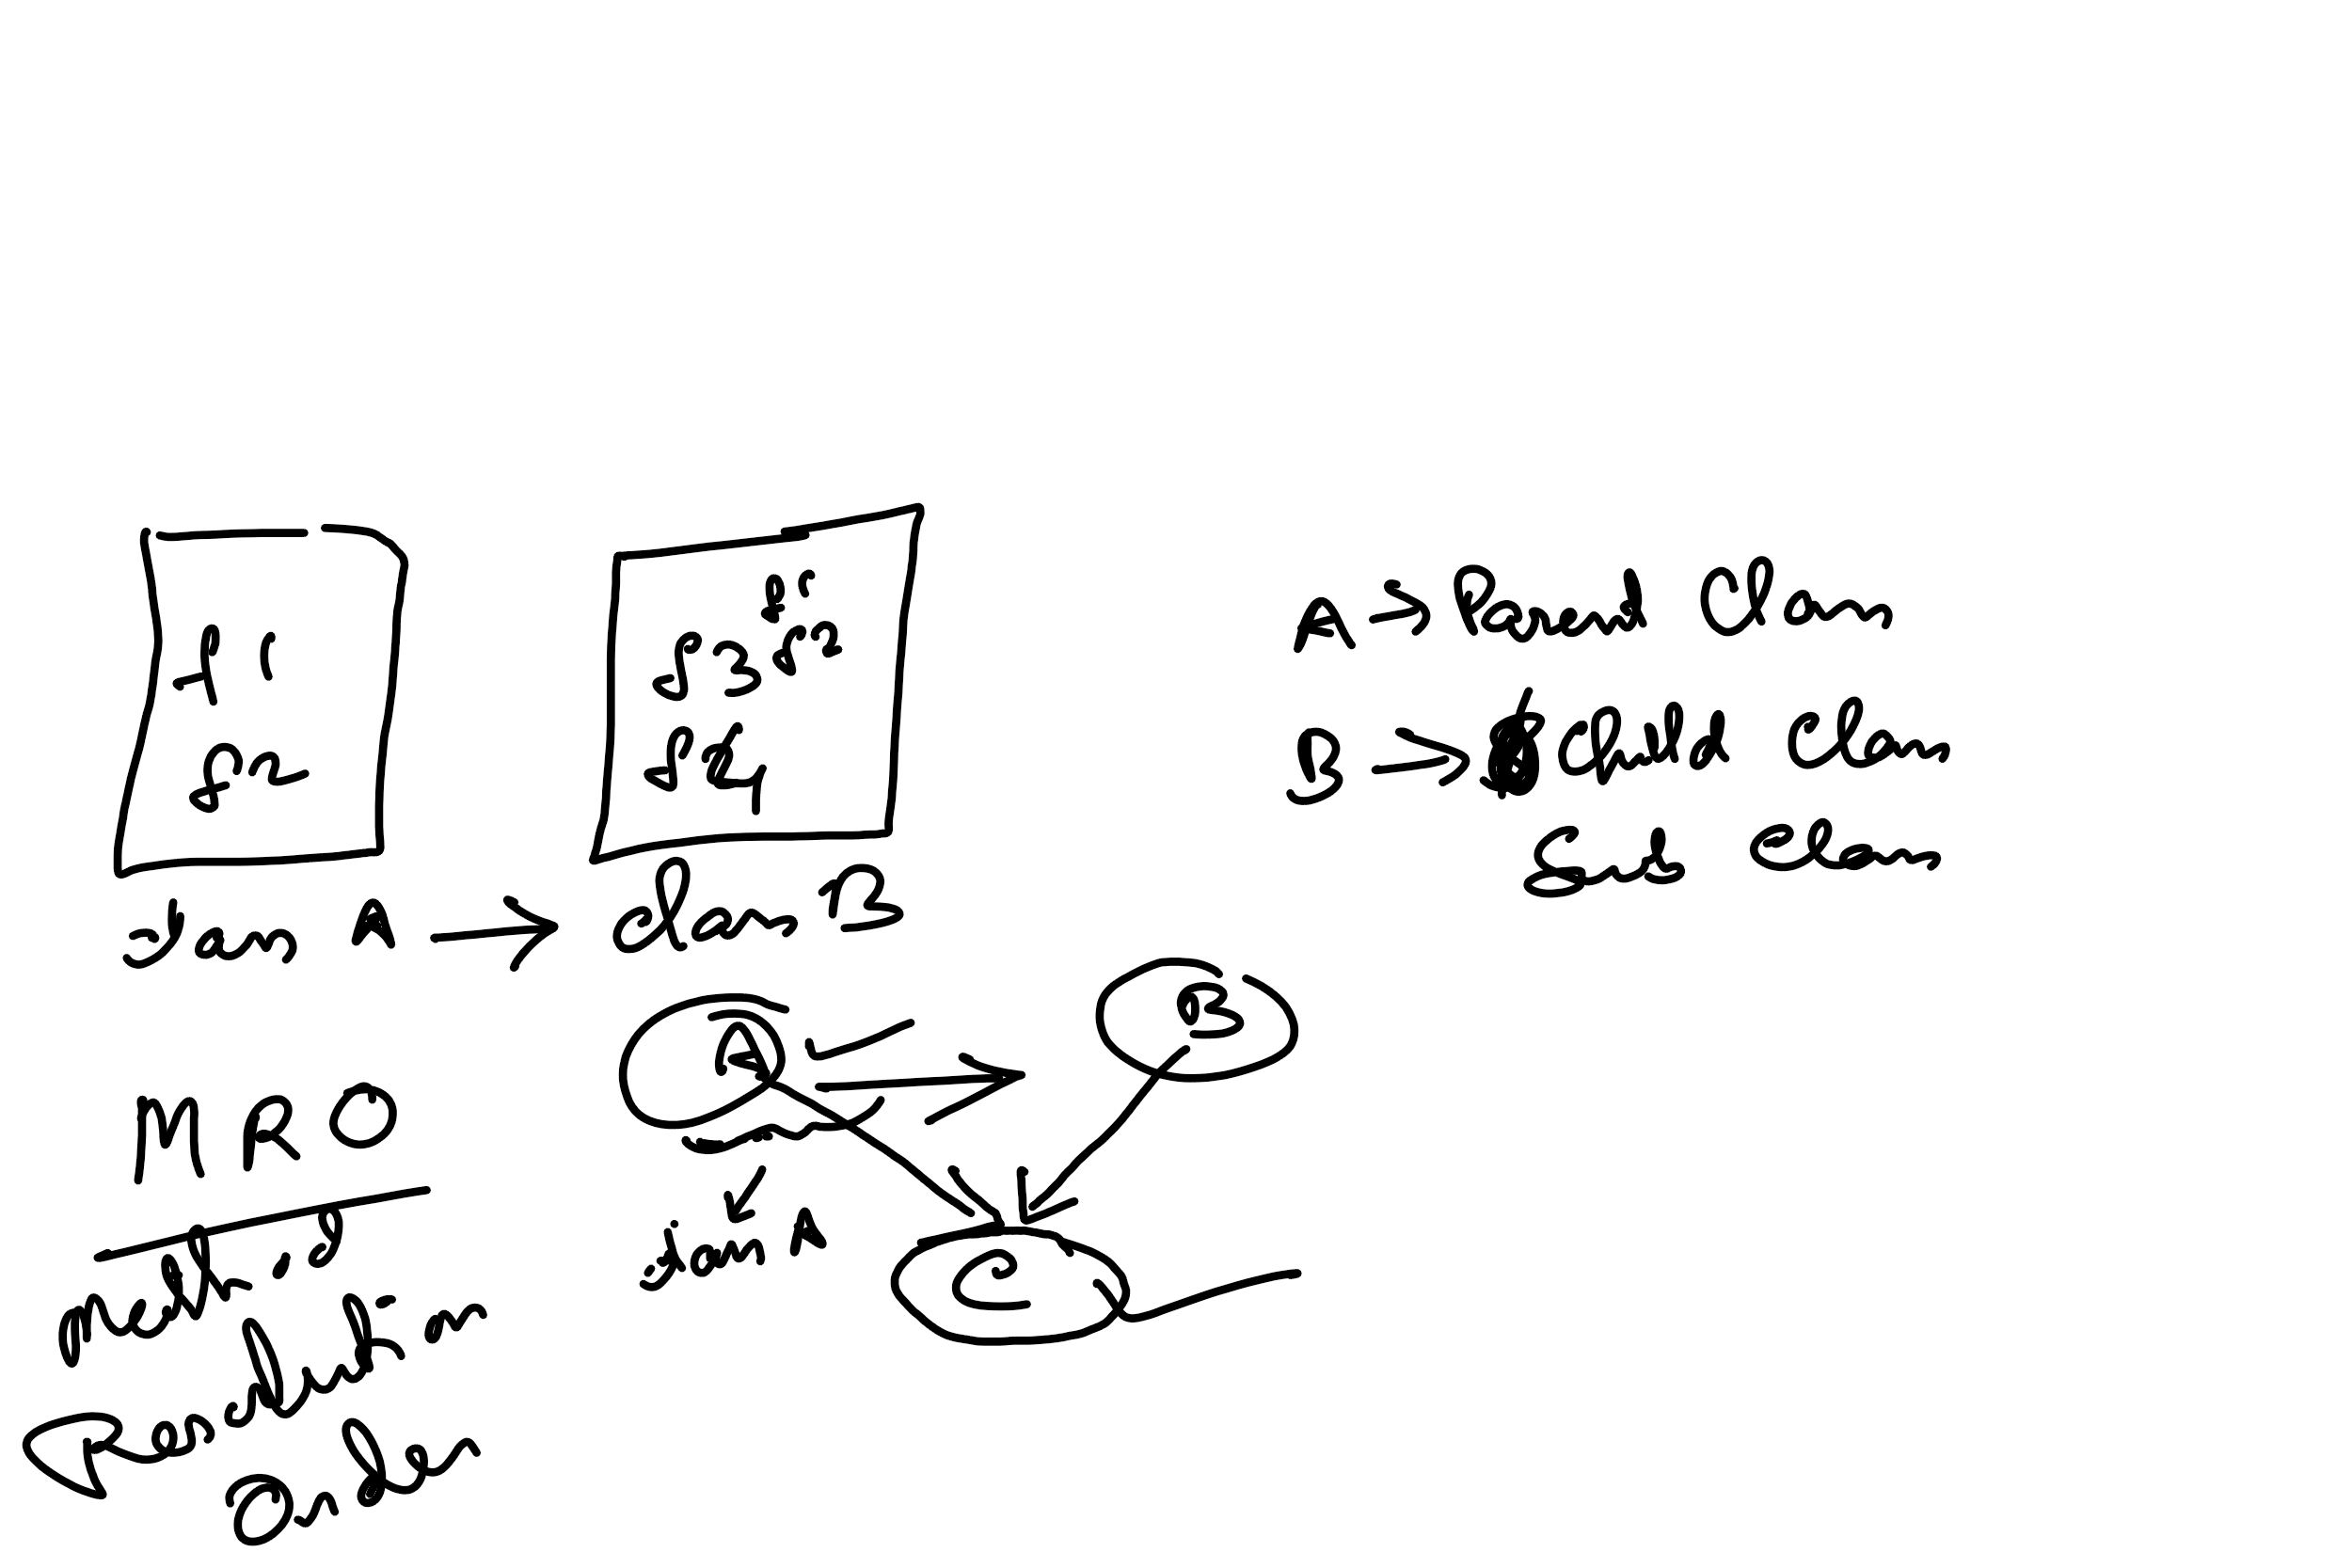 f1
f2
f3 f1 f2
f4
class A → class B
A → Parent Class
B → Child Class
Sub Class
A
B
C
class A
MRO
method
Resolution
Order